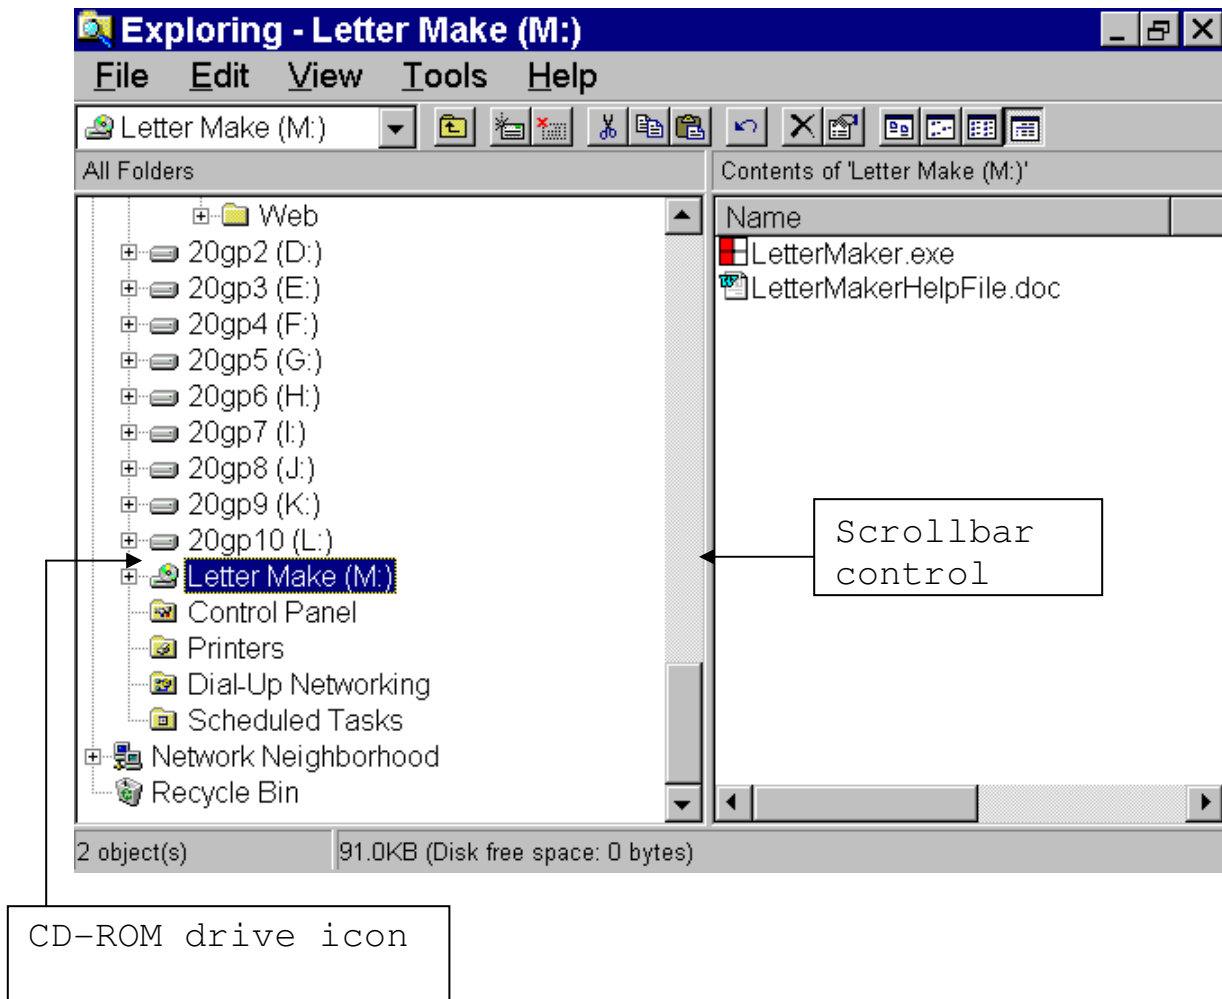 Exploring - Letter Make (M:)
File Edit View Tools Help
Letter Make (M:)
All Folders
Contents of 'Letter Make (M:)'
Web
20gp2 (D:)
20gp3 (E:)
20gp4 (F:)
20gp5 (G:)
20gp6 (H:)
20gp7 (I:)
20gp8 (J:)
20gp9 (K:)
20gp10 (L:)
Letter Make (M:)
Control Panel
Printers
Dial-Up Networking
Scheduled Tasks
Network Neighborhood
Recycle Bin
Name
LetterMaker.exe
LetterMakerHelpFile.doc
Scrollbar
control
2 object(s)
91.0KB (Disk free space: 0 bytes)
CD-ROM drive icon